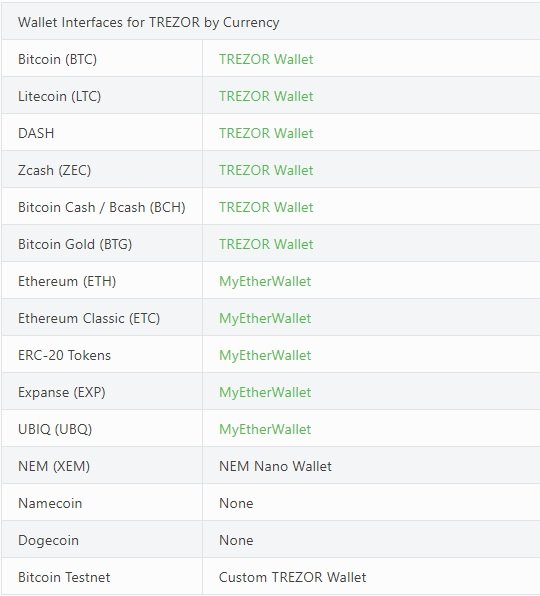 Wallet Interfaces for TREZOR by Currency
Bitcoin (BTC) TREZOR Wallet
Litecoin (LTC) TREZOR Wallet
DASH TREZOR Wallet
Zcash (ZEC) TREZOR Wallet
Bitcoin Cash / Bcash (BCH) TREZOR Wallet
Bitcoin Gold (BTG) TREZOR Wallet
Ethereum (ETH) MyEtherWallet
Ethereum Classic (ETC) MyEtherWallet
ERC-20 Tokens MyEtherWallet
Expanse (EXP) MyEtherWallet
UBIQ (UBQ) MyEtherWallet
NEM (XEM) NEM Nano Wallet
Namecoin None
Dogecoin None
Bitcoin Testnet Custom TREZOR Wallet